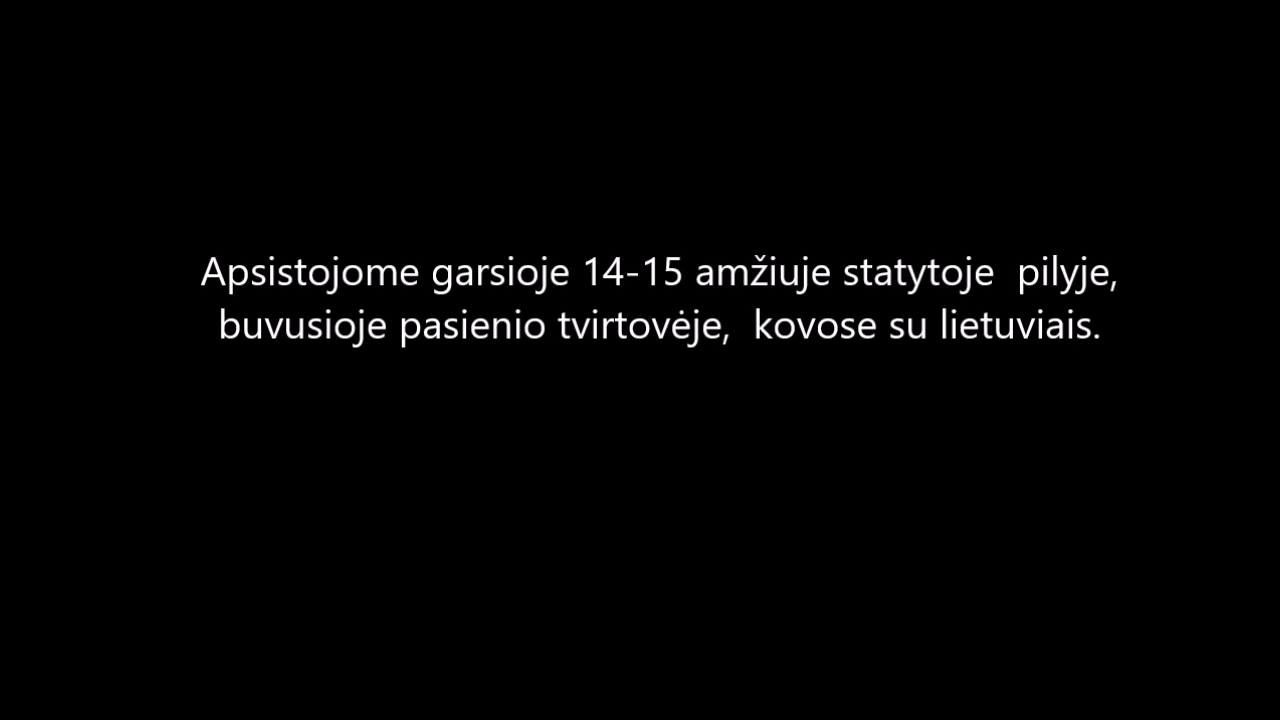 Apsistojome garsioje 14-15 amžiuje statytoje  pilyje,
buvusioje pasienio tvirtovėje,  kovose su lietuviais.